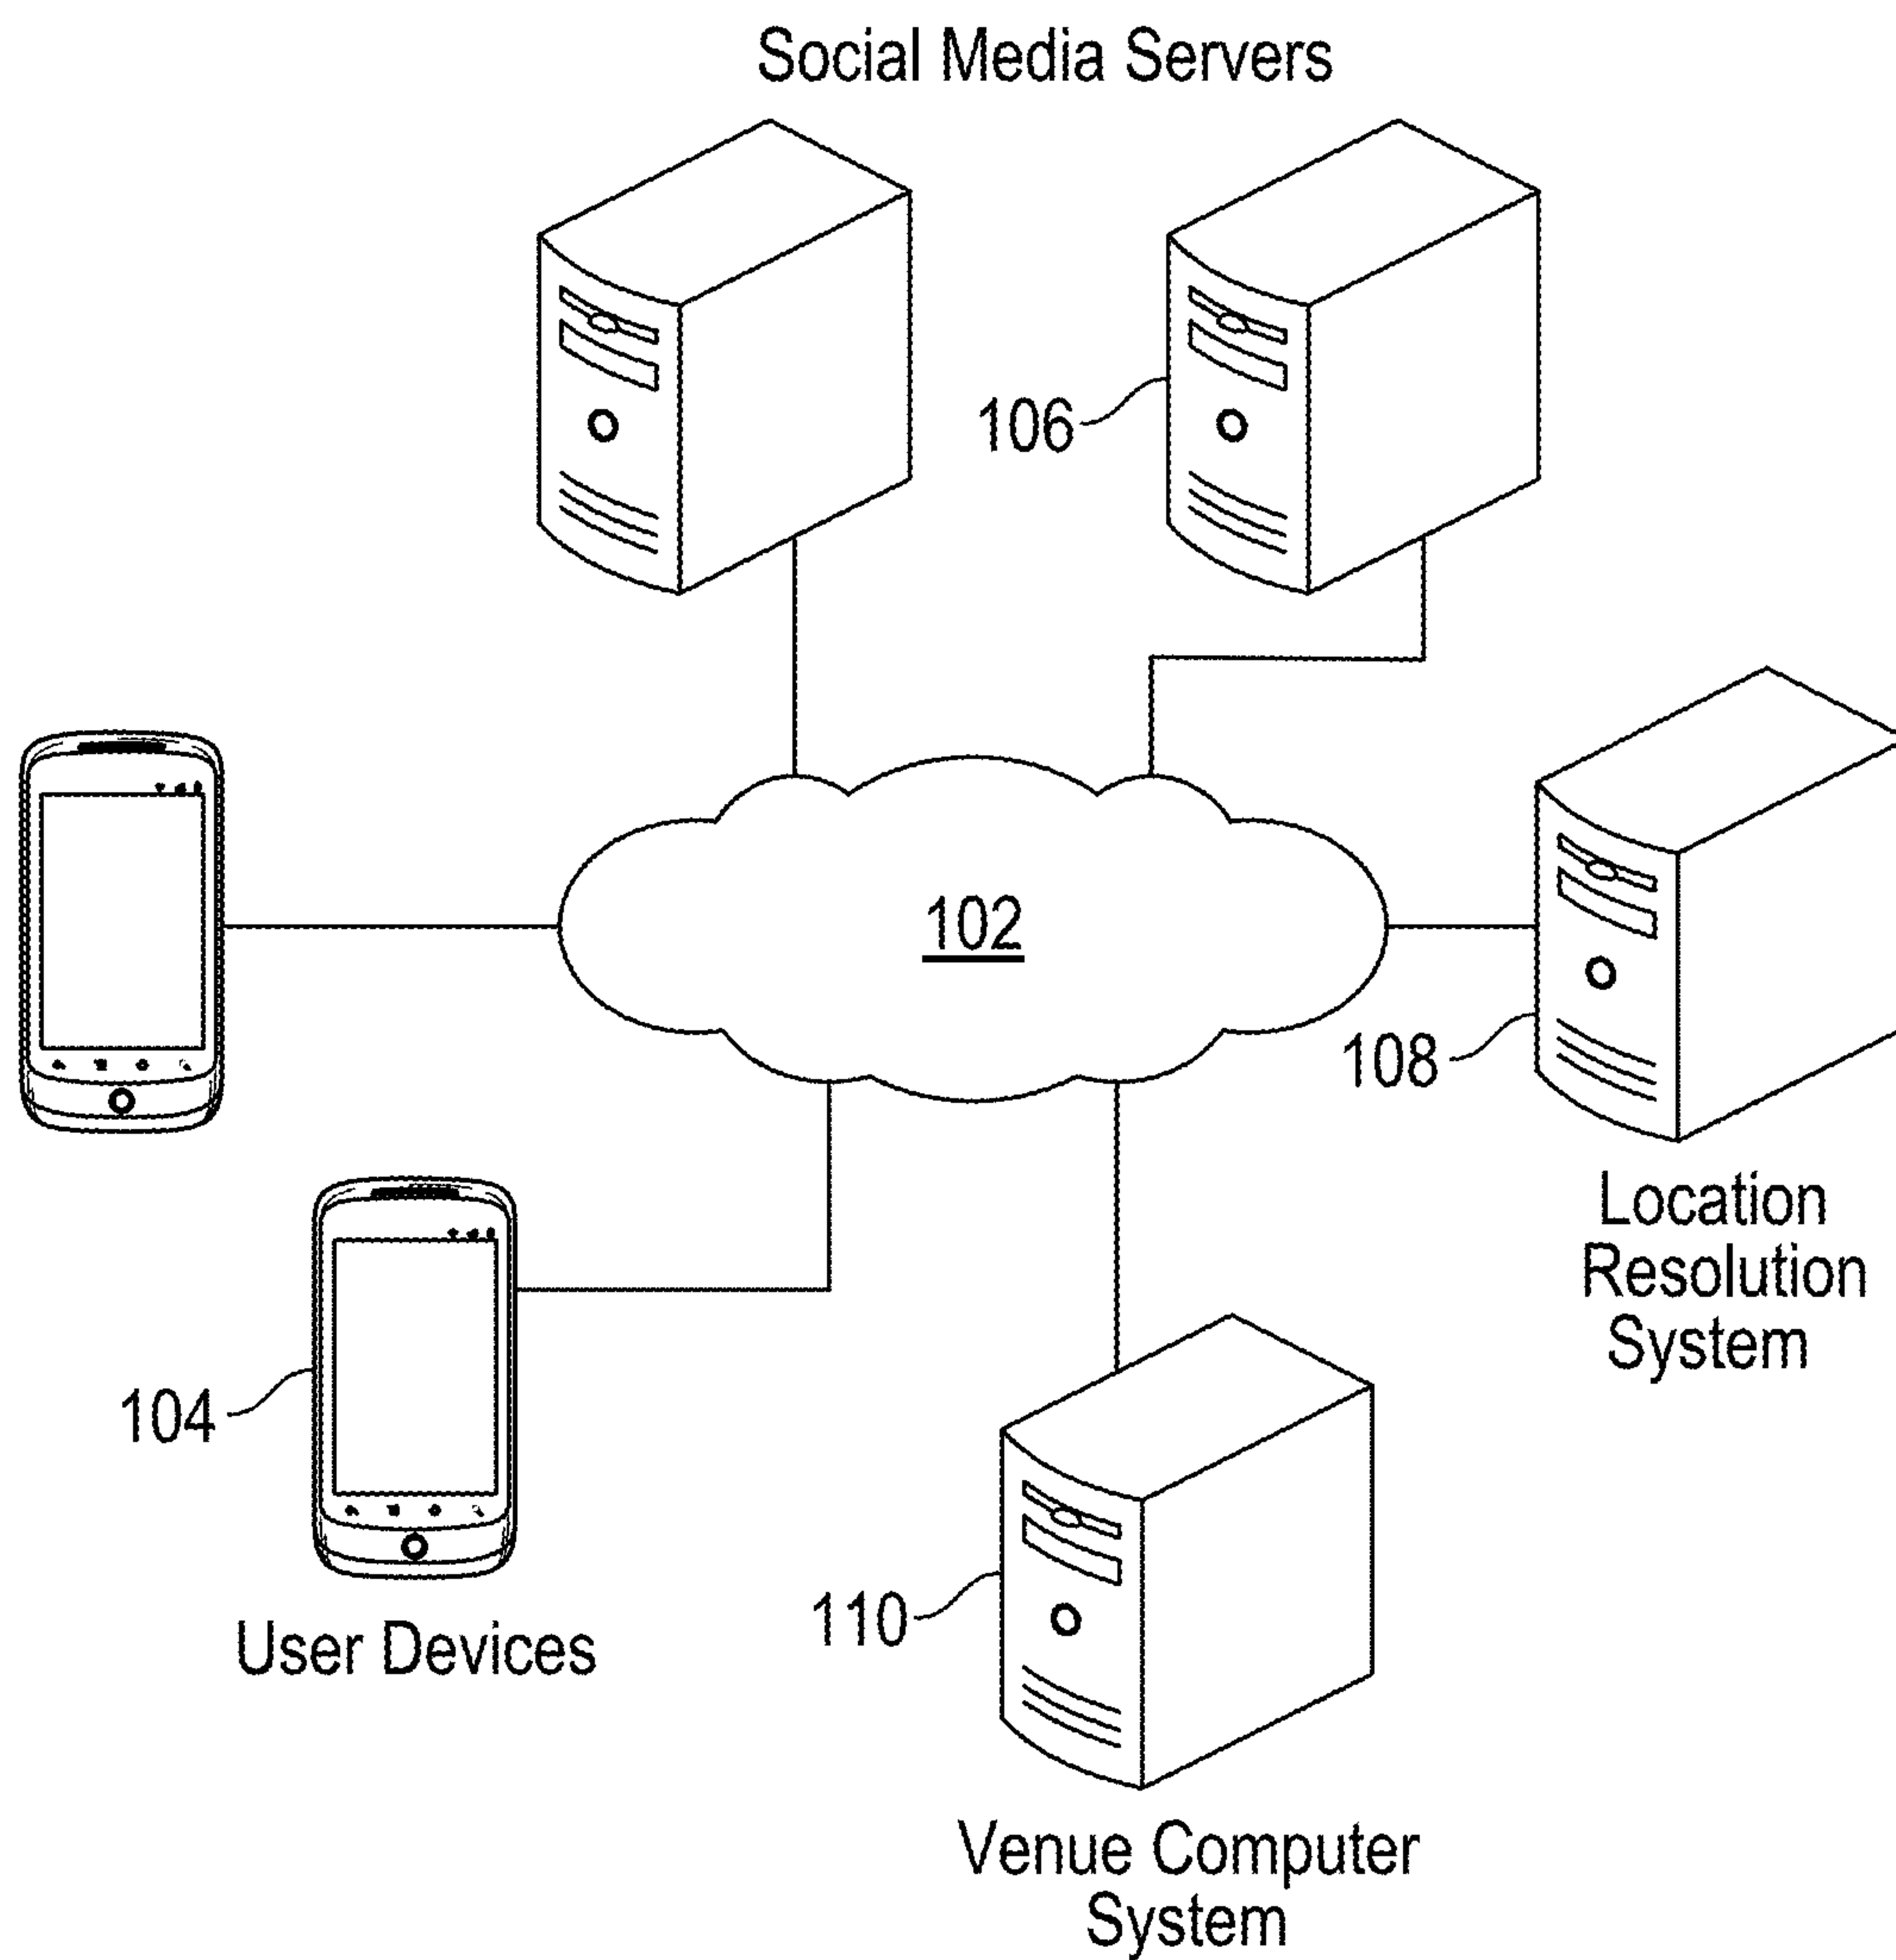 Social Media Servers
106
102
108
Location
Resolution
System
104
User Devices
110
Venue Computer
System